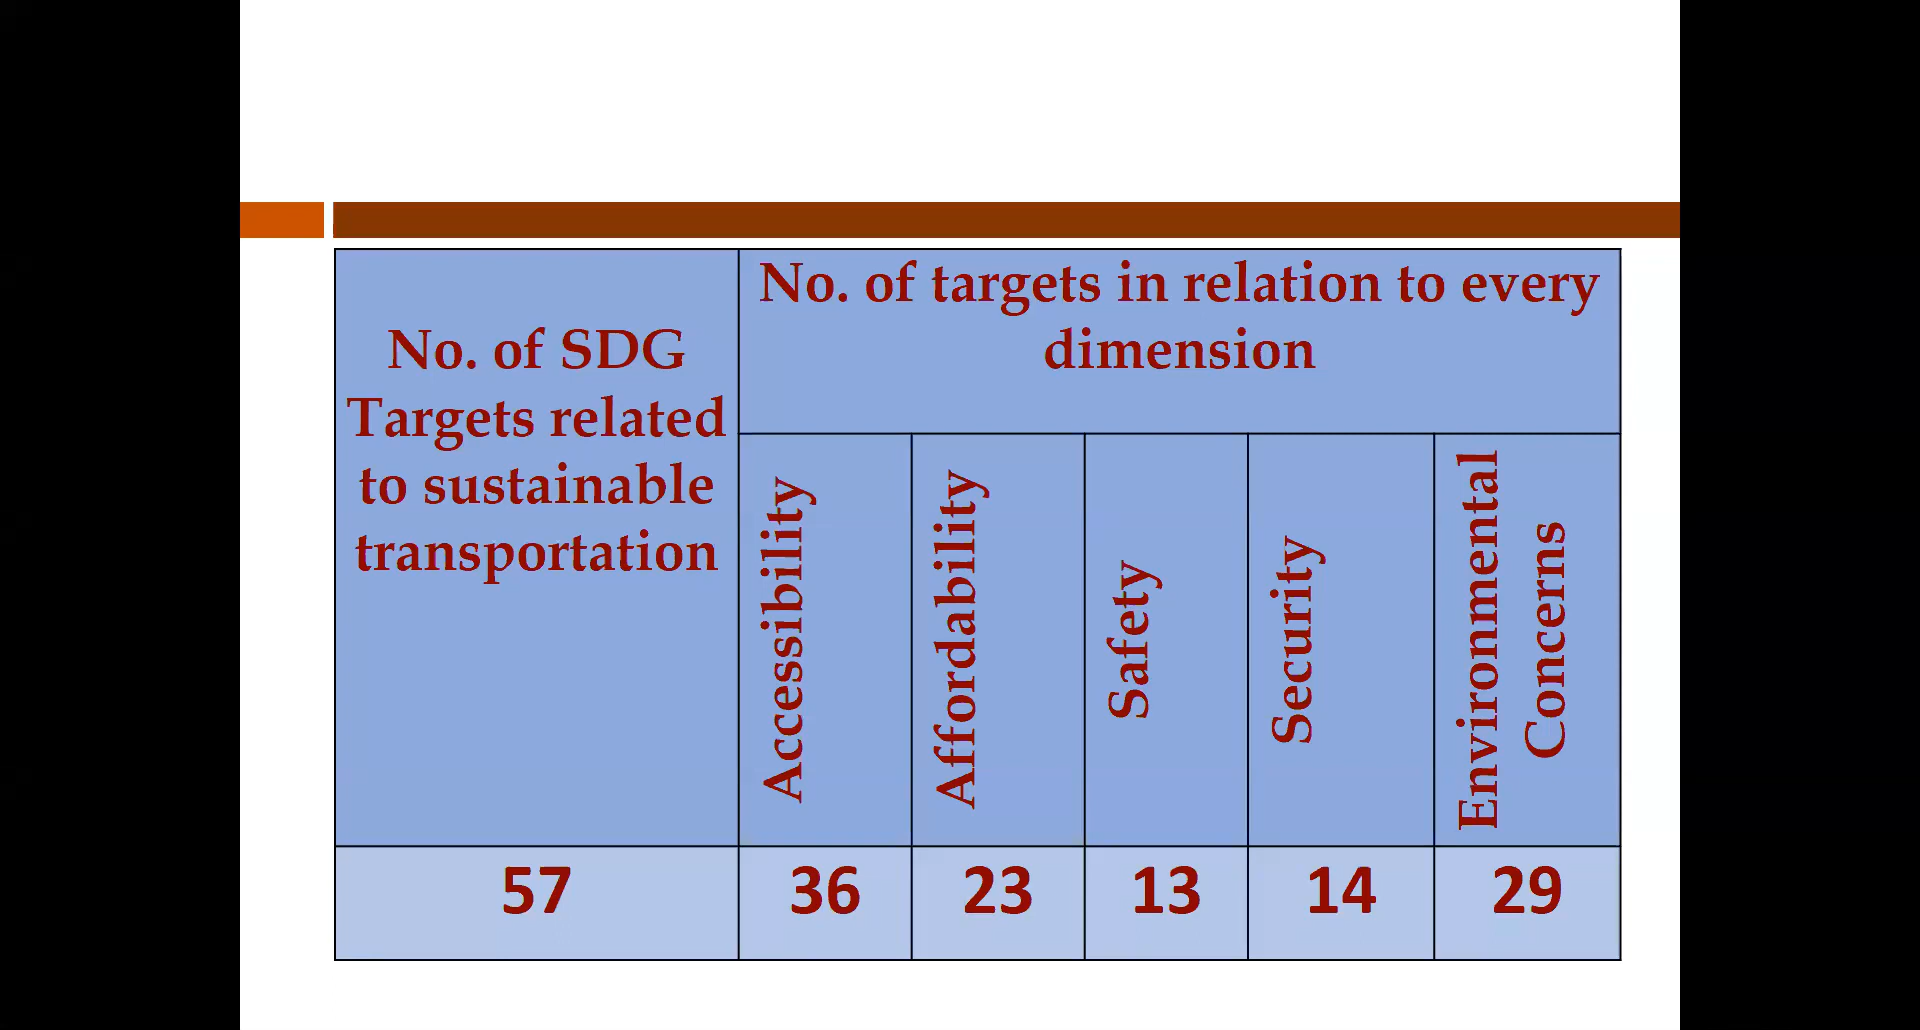 No. of SDG
Targets related
to sustainable
transportation
No. of targets in relation to every
dimension
Accessibility
Affordability
Safety
Security
Environmental
Concerns
57
36
23
13
14
29